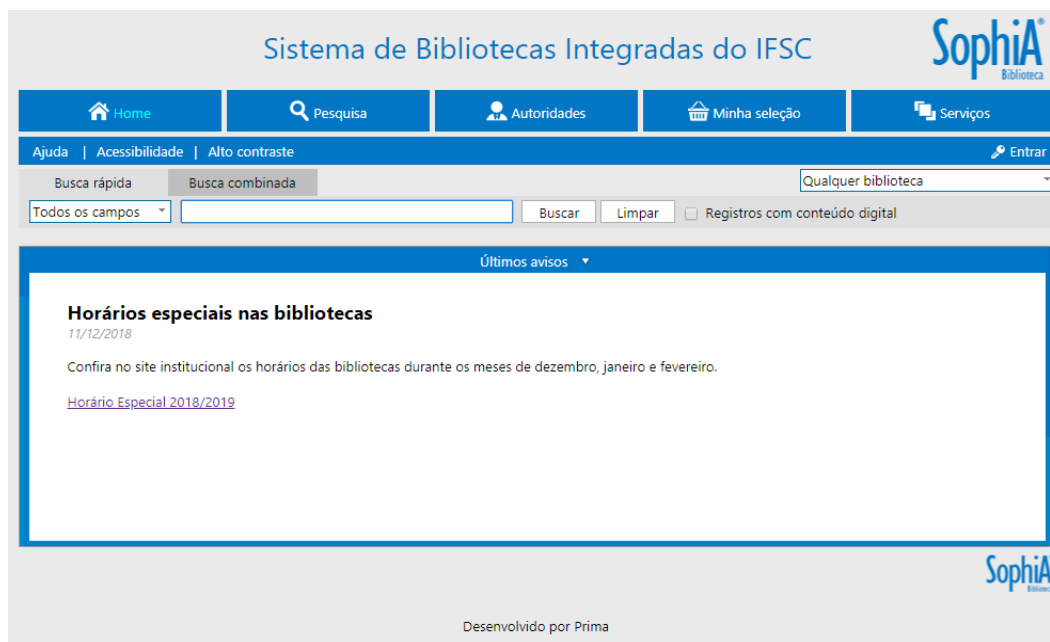 Sistema de Bibliotecas Integradas do IFSC
SophiA
Biblioteca
Home Pesquisa Autoridades Minha seleção Serviços
Ajuda | Acessibilidade | Alto contraste Entrar
Busca rápida Busca combinada Qualquer biblioteca
Todos os campos Buscar Limpar Registros com conteúdo digital
Últimos avisos
Horários especiais nas bibliotecas
11/12/2018
Confira no site institucional os horários das bibliotecas durante os meses de dezembro, janeiro e fevereiro.
Horário Especial 2018/2019
SophiA
Desenvolvido por Prima